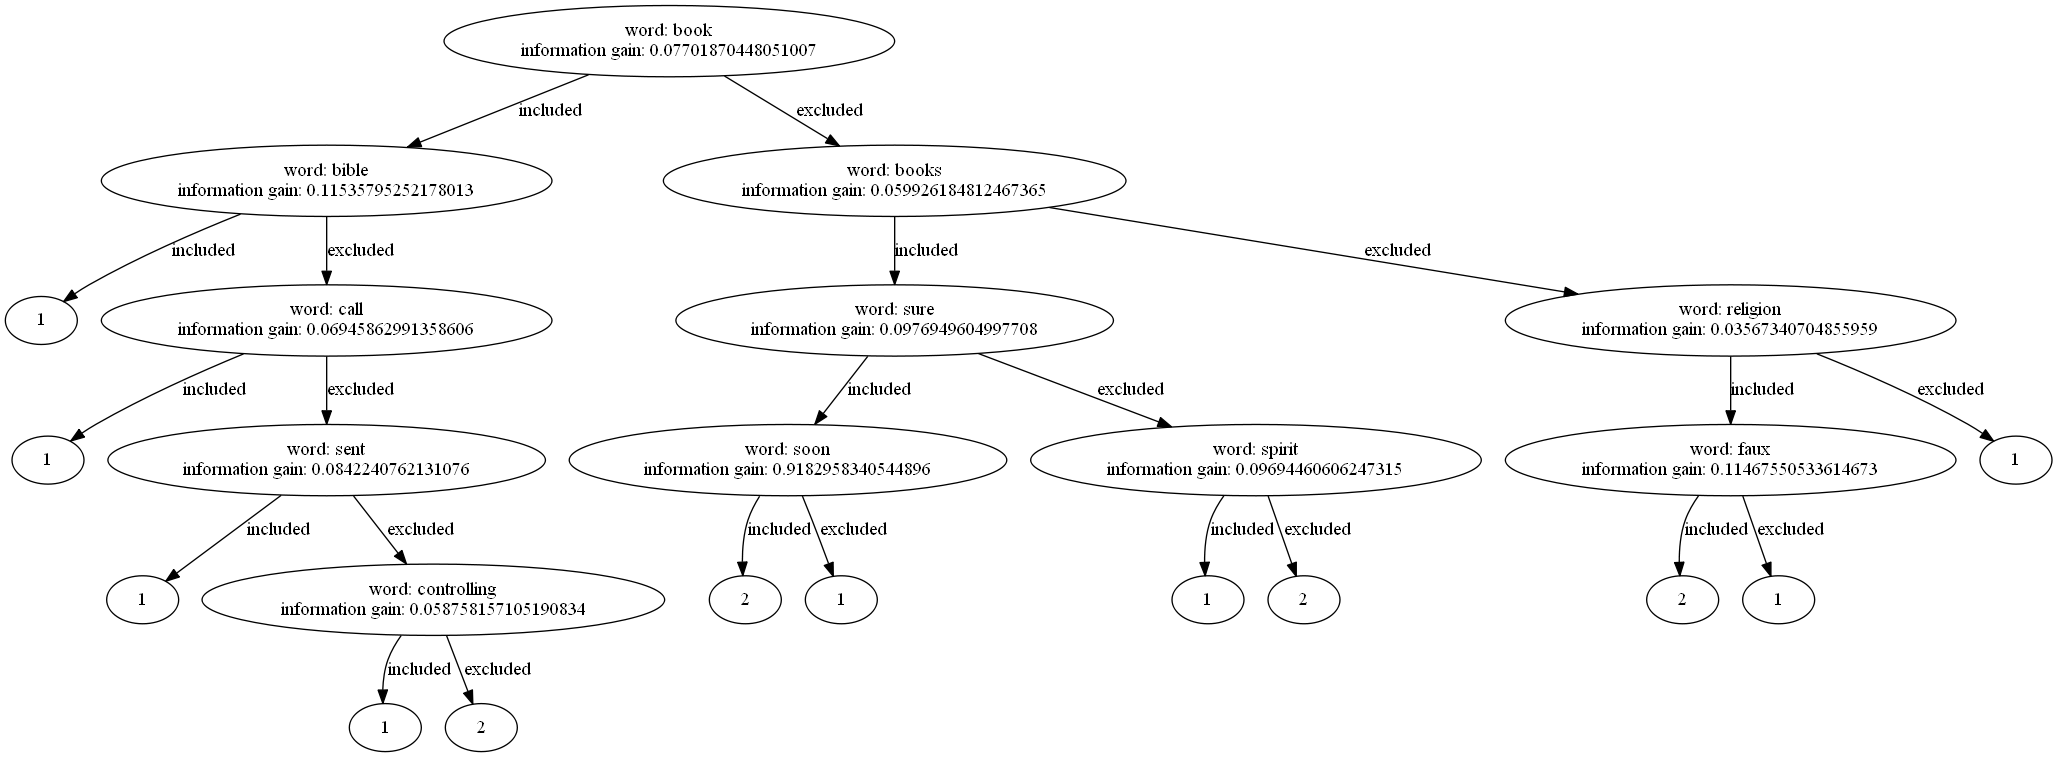 word: book
information gain: 0.07701870448051007
included
excluded
word: bible
information gain: 0.11535795252178013
word: books
information gain: 0.059926184812467365
included
excluded
included
excluded
1
word: call
information gain: 0.06945862991358606
word: sure
information gain: 0.0976949604997708
word: religion
information gain: 0.03567340704855959
included
excluded
included
excluded
included
excluded
1
word: sent
information gain: 0.0842240762131076
word: soon
information gain: 0.9182958340544896
word: spirit
information gain: 0.09694460606247315
word: faux
information gain: 0.11467550533614673
1
included
excluded
included
excluded
included
excluded
included
excluded
1
word: controlling
information gain: 0.058758157105190834
2
1
1
2
2
1
included
excluded
1
2